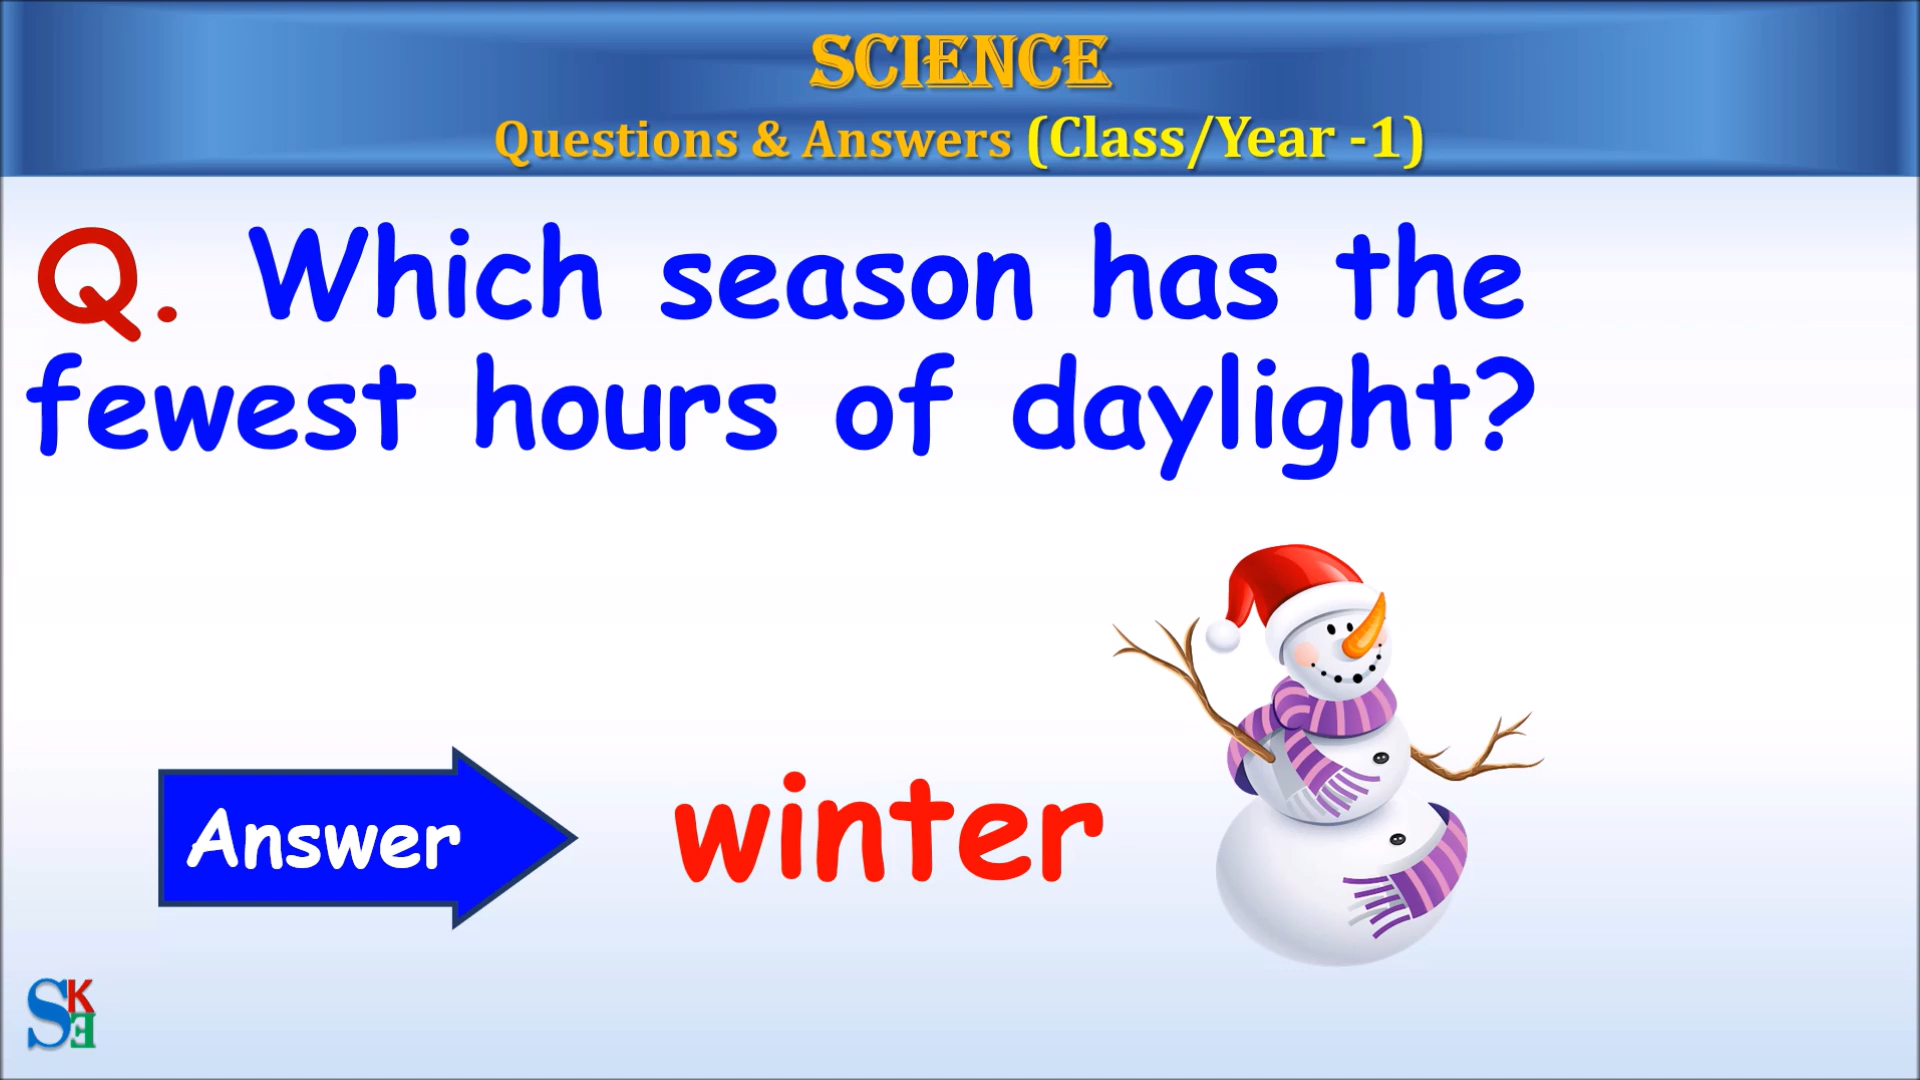 SCIENCE
Questions & Answers (Class/Year -1)
Q. Which season has the
fewest hours of daylight?
Answer
winter
SKE